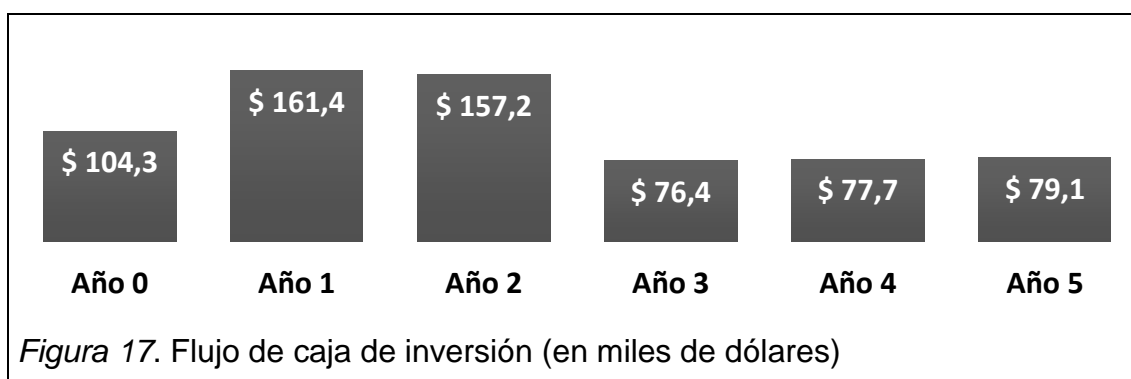 $ 104,3
$ 161,4
$ 157,2
$ 76,4
$ 77,7
$ 79,1
Año 0
Año 1
Año 2
Año 3
Año 4
Año 5
Figura 17. Flujo de caja de inversión (en miles de dólares)